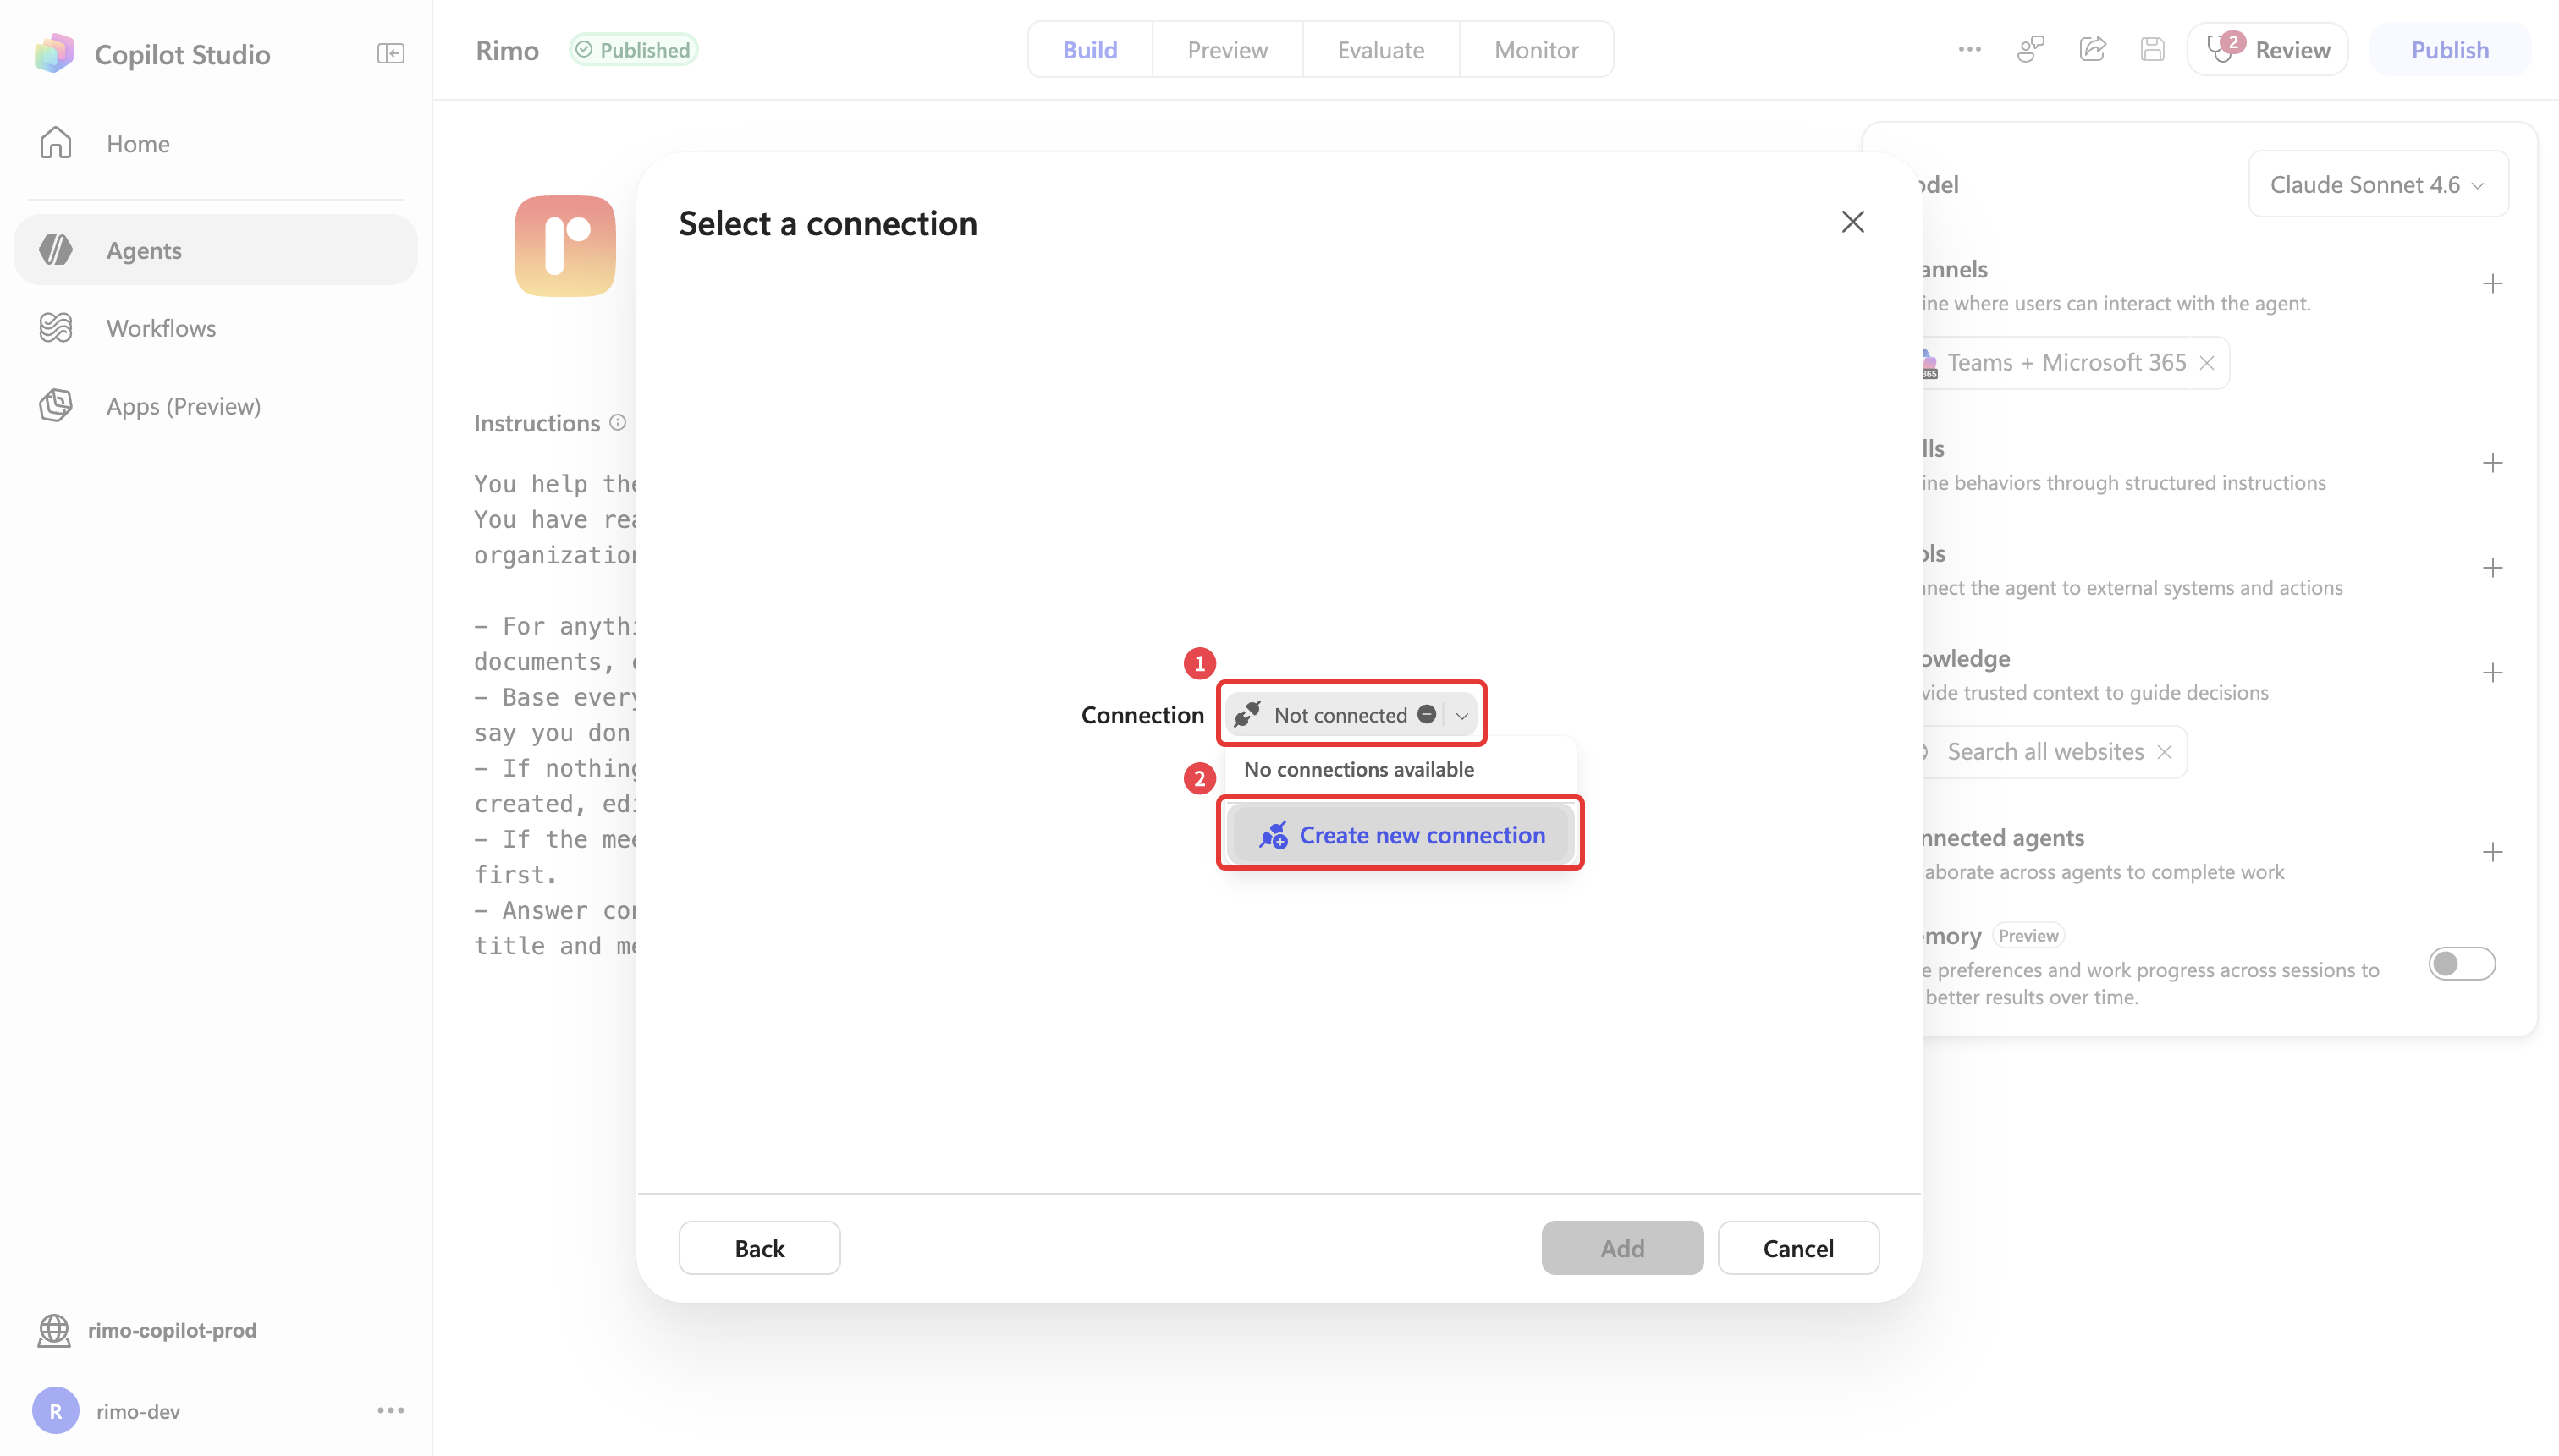 Copilot Studio
Home
Agents
Workflows
Apps (Preview)
rimo-copilot-prod
R
rimo-dev
Rimo
Published
Build
Preview
Evaluate
Monitor
2
Review
Publish
Instructions
You help the
You have rea
organization
- For anythi
documents,
- Base every
say you don
- If nothing
created, edi
- If the mee
first.
- Answer con
title and me
Select a connection
1
Connection
Not connected
No connections available
2
Create new connection
Back
Add
Cancel
odel
Claude Sonnet 4.6
annels
ine where users can interact with the agent.
365
Teams + Microsoft 365
lls
ine behaviors through structured instructions
ols
nnect the agent to external systems and actions
owledge
vide trusted context to guide decisions
Search all websites
nnected agents
laborate across agents to complete work
emory
Preview
e preferences and work progress across sessions to
better results over time.